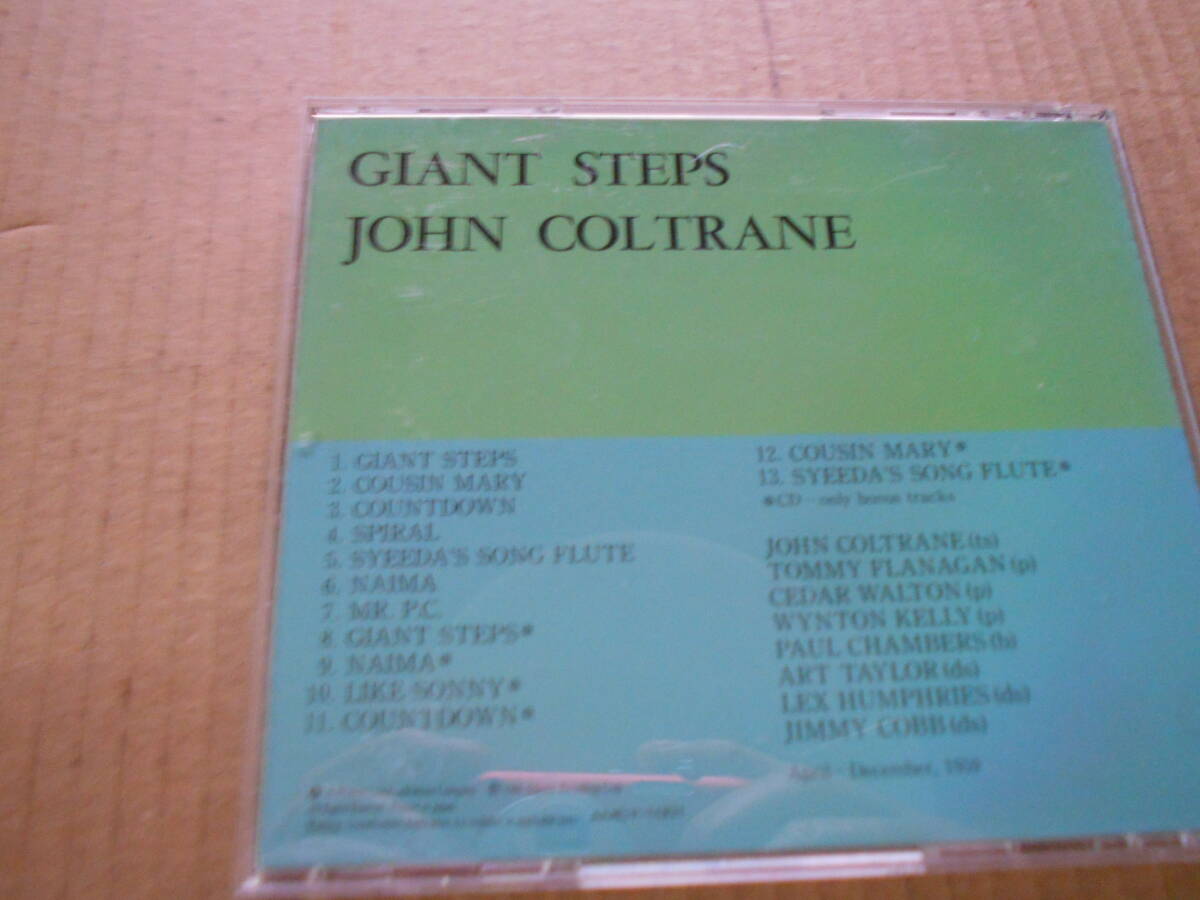 GIANT STEPS
JOHN COLTRANE
1. GIANT STEPS
2. COUSIN MARY
3. COUNTDOWN
4. SPIRAL
5. SYEEDA'S SONG FLUTE
6. NAIMA
7. MR. P.C.
8. GIANT STEPS*
9. NAIMA*
10. LIKE SONNY*
11. COUNTDOWN*
12. COUSIN MARY*
13. SYEEDA'S SONG FLUTE*
*CD-only bonus tracks
JOHN COLTRANE (ts)
TOMMY FLANAGAN (p)
CEDAR WALTON (p)
WYNTON KELLY (p)
PAUL CHAMBERS (b)
ART TAYLOR (ds)
LEX HUMPHRIES (ds)
JIMMY COBB (ds)
April - December, 1959